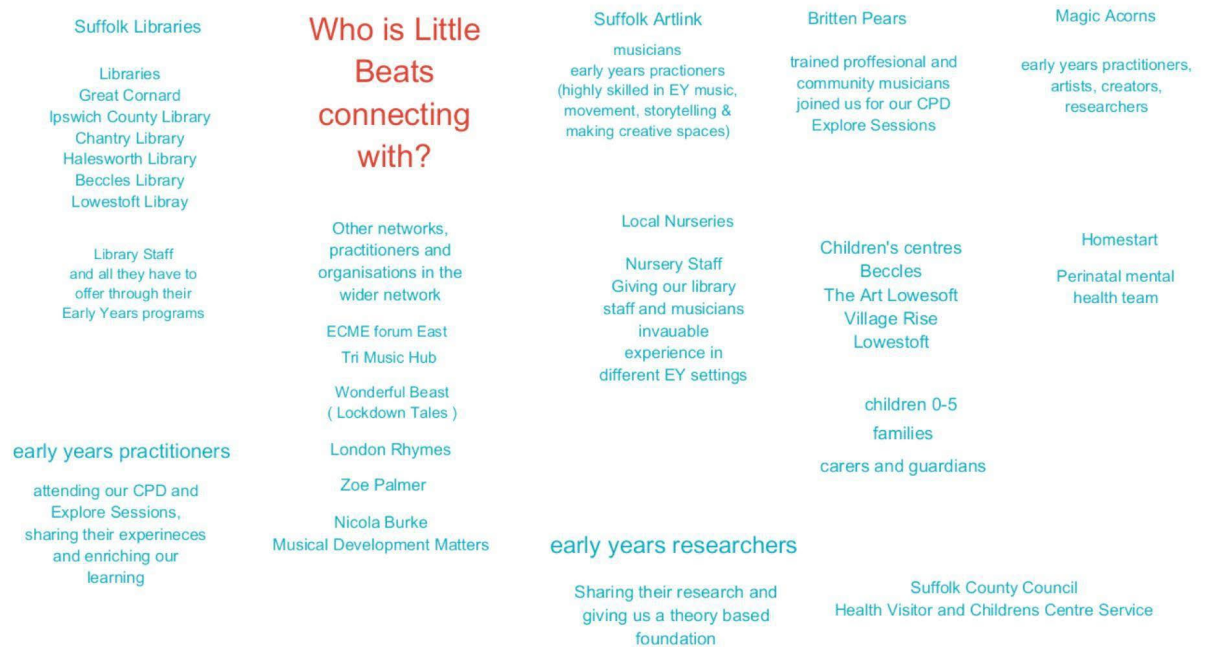 Suffolk Libraries
Libraries
Great Cornard
Ipswich County Library
Chantry Library
Halesworth Library
Beccles Library
Lowestoft Libray
Library Staff
and all they have to
offer through their
Early Years programs
early years practitioners
attending our CPD and
Explore Sessions,
sharing their experineces
and enriching our
learning
Who is Little
Beats
connecting
with?
Other networks,
practitioners and
organisations in the
wider network
ECME forum East
Tri Music Hub
Wonderful Beast
( Lockdown Tales )
London Rhymes
Zoe Palmer
Nicola Burke
Musical Development Matters
Suffolk Artlink
musicians
early years practioners
(highly skilled in EY music,
movement, storytelling &
making creative spaces)
Local Nurseries
Nursery Staff
Giving our library
staff and musicians
invauable
experience in
different EY settings
early years researchers
Sharing their research and
giving us a theory based
foundation
Britten Pears
trained proffesional and
community musicians
joined us for our CPD
Explore Sessions
Children's centres
Beccles
The Art Lowesoft
Village Rise
Lowestoft
children 0-5
families
carers and guardians
Suffolk County Council
Health Visitor and Childrens Centre Service
Magic Acorns
early years practitioners,
artists, creators,
researchers
Homestart
Perinatal mental
health team